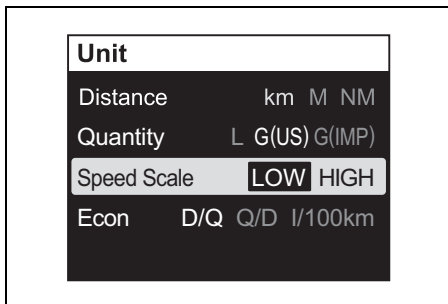 Unit
Distance km M NM
Quantity L G(US) G(IMP)
Speed Scale LOW HIGH
Econ D/Q Q/D l/100km